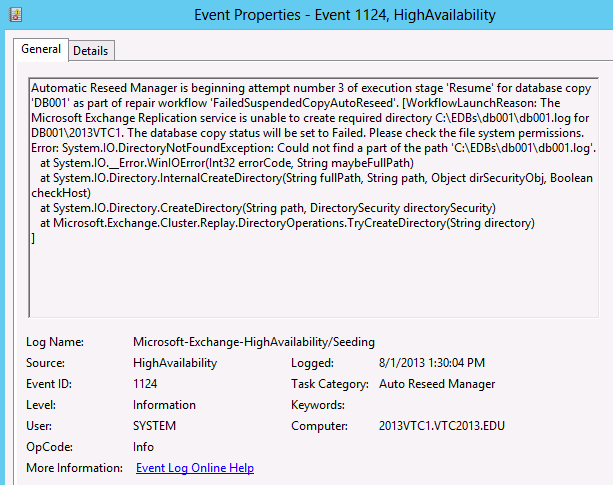 Event Properties - Event 1124, HighAvailability
General Details
Automatic Reseed Manager is beginning attempt number 3 of execution stage 'Resume' for database copy
'DB001' as part of repair workflow 'FailedSuspendedCopyAutoReseed'. [WorkflowLaunchReason: The
Microsoft Exchange Replication service is unable to create required directory C:\EDBs\db001\db001.log for
DB001\2013VTC1. The database copy status will be set to Failed. Please check the file system permissions.
Error: System.IO.DirectoryNotFoundException: Could not find a part of the path 'C:\EDBs\db001\db001.log'.
at System.IO.__Error.WinIOError(Int32 errorCode, String maybeFullPath)
at System.IO.Directory.InternalCreateDirectory(String fullPath, String path, Object dirSecurityObj, Boolean
checkHost)
at System.IO.Directory.CreateDirectory(String path, DirectorySecurity directorySecurity)
at Microsoft.Exchange.Cluster.Replay.DirectoryOperations.TryCreateDirectory(String directory)
]
Log Name: Microsoft-Exchange-HighAvailability/Seeding
Source: HighAvailability Logged: 8/1/2013 1:30:04 PM
Event ID: 1124 Task Category: Auto Reseed Manager
Level: Information Keywords:
User: SYSTEM Computer: 2013VTC1.VTC2013.EDU
OpCode: Info
More Information: Event Log Online Help